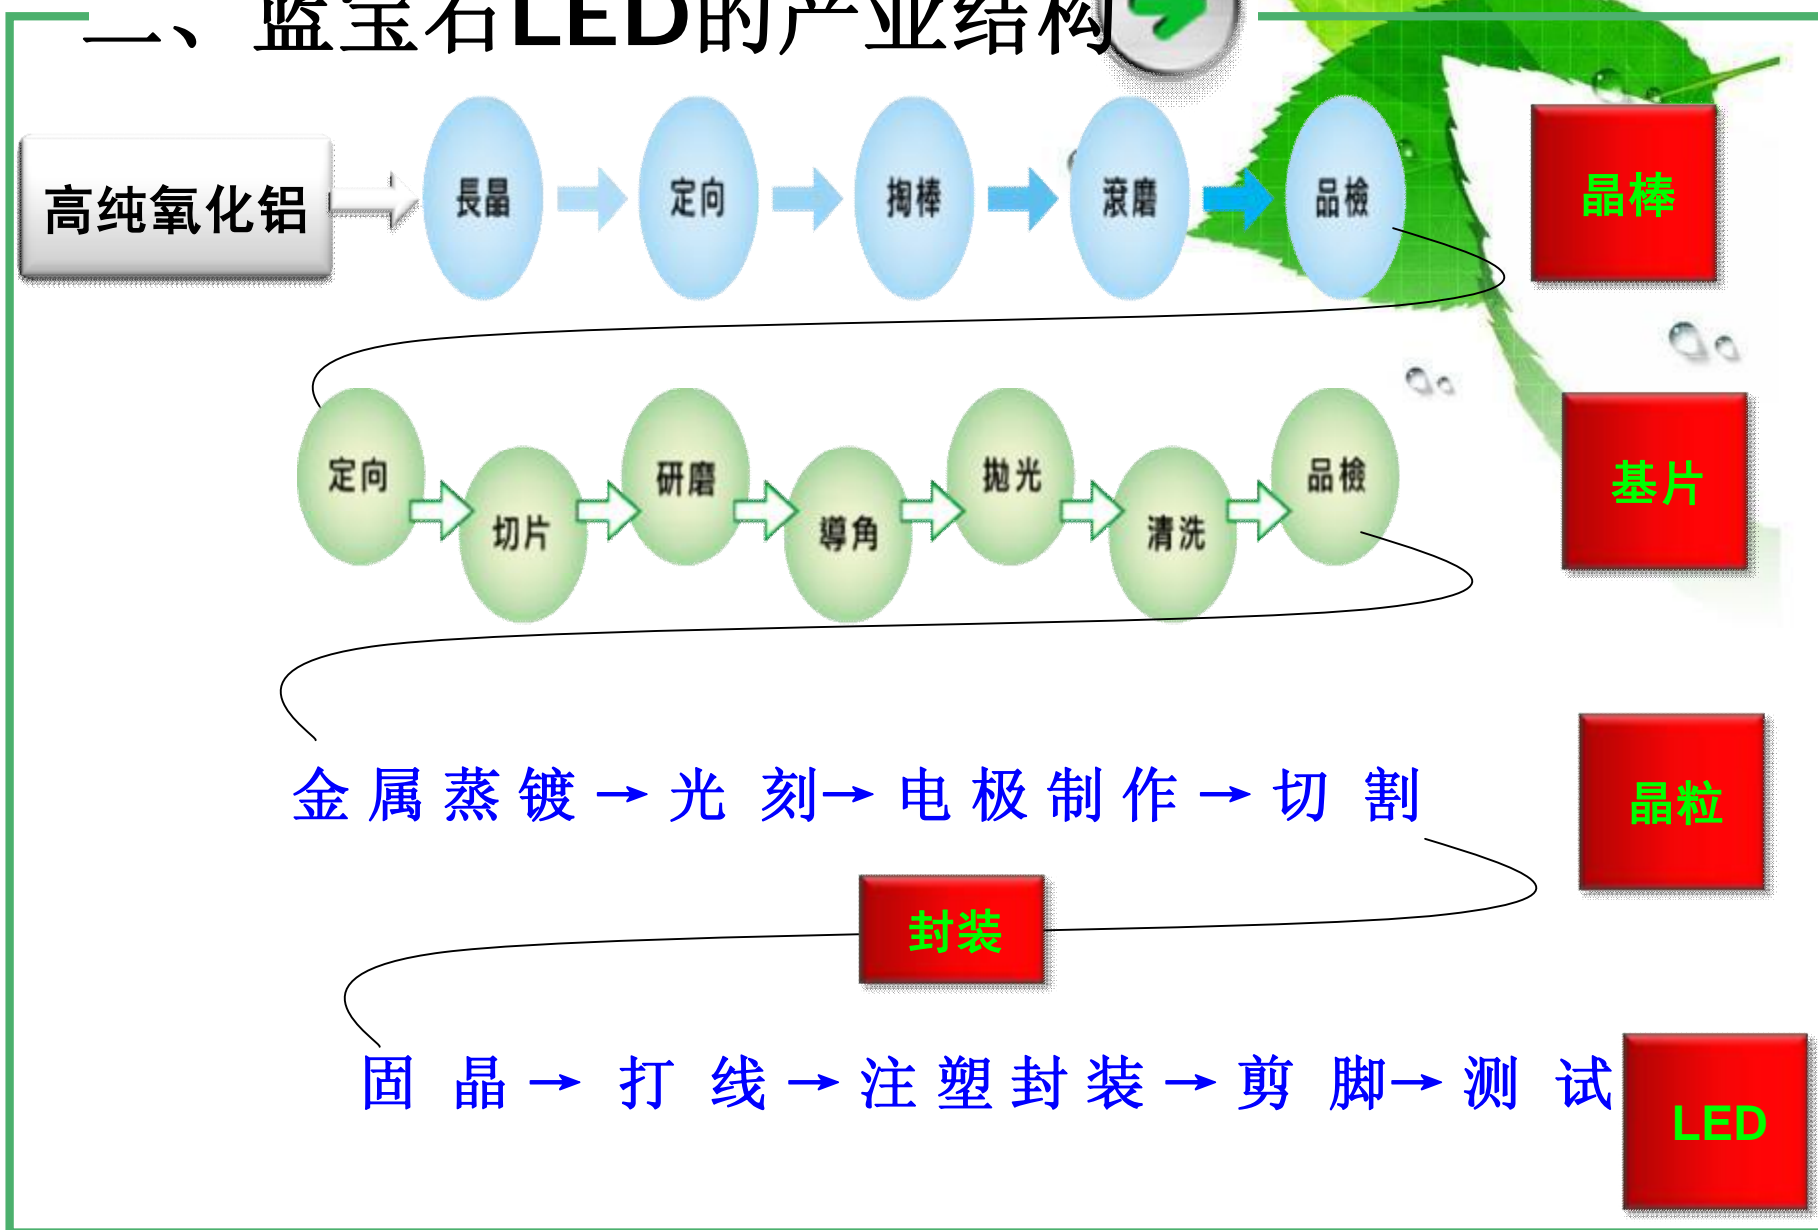 二、蓝宝石LED的产业结构
高纯氧化铝
長晶
定向
掏棒
滾磨
品檢
晶棒
定向
切片
研磨
導角
拋光
清洗
品檢
基片
金属蒸镀→光刻→电极制作→切割
晶粒
封装
固晶→打线→注塑封装→剪脚→测试
LED